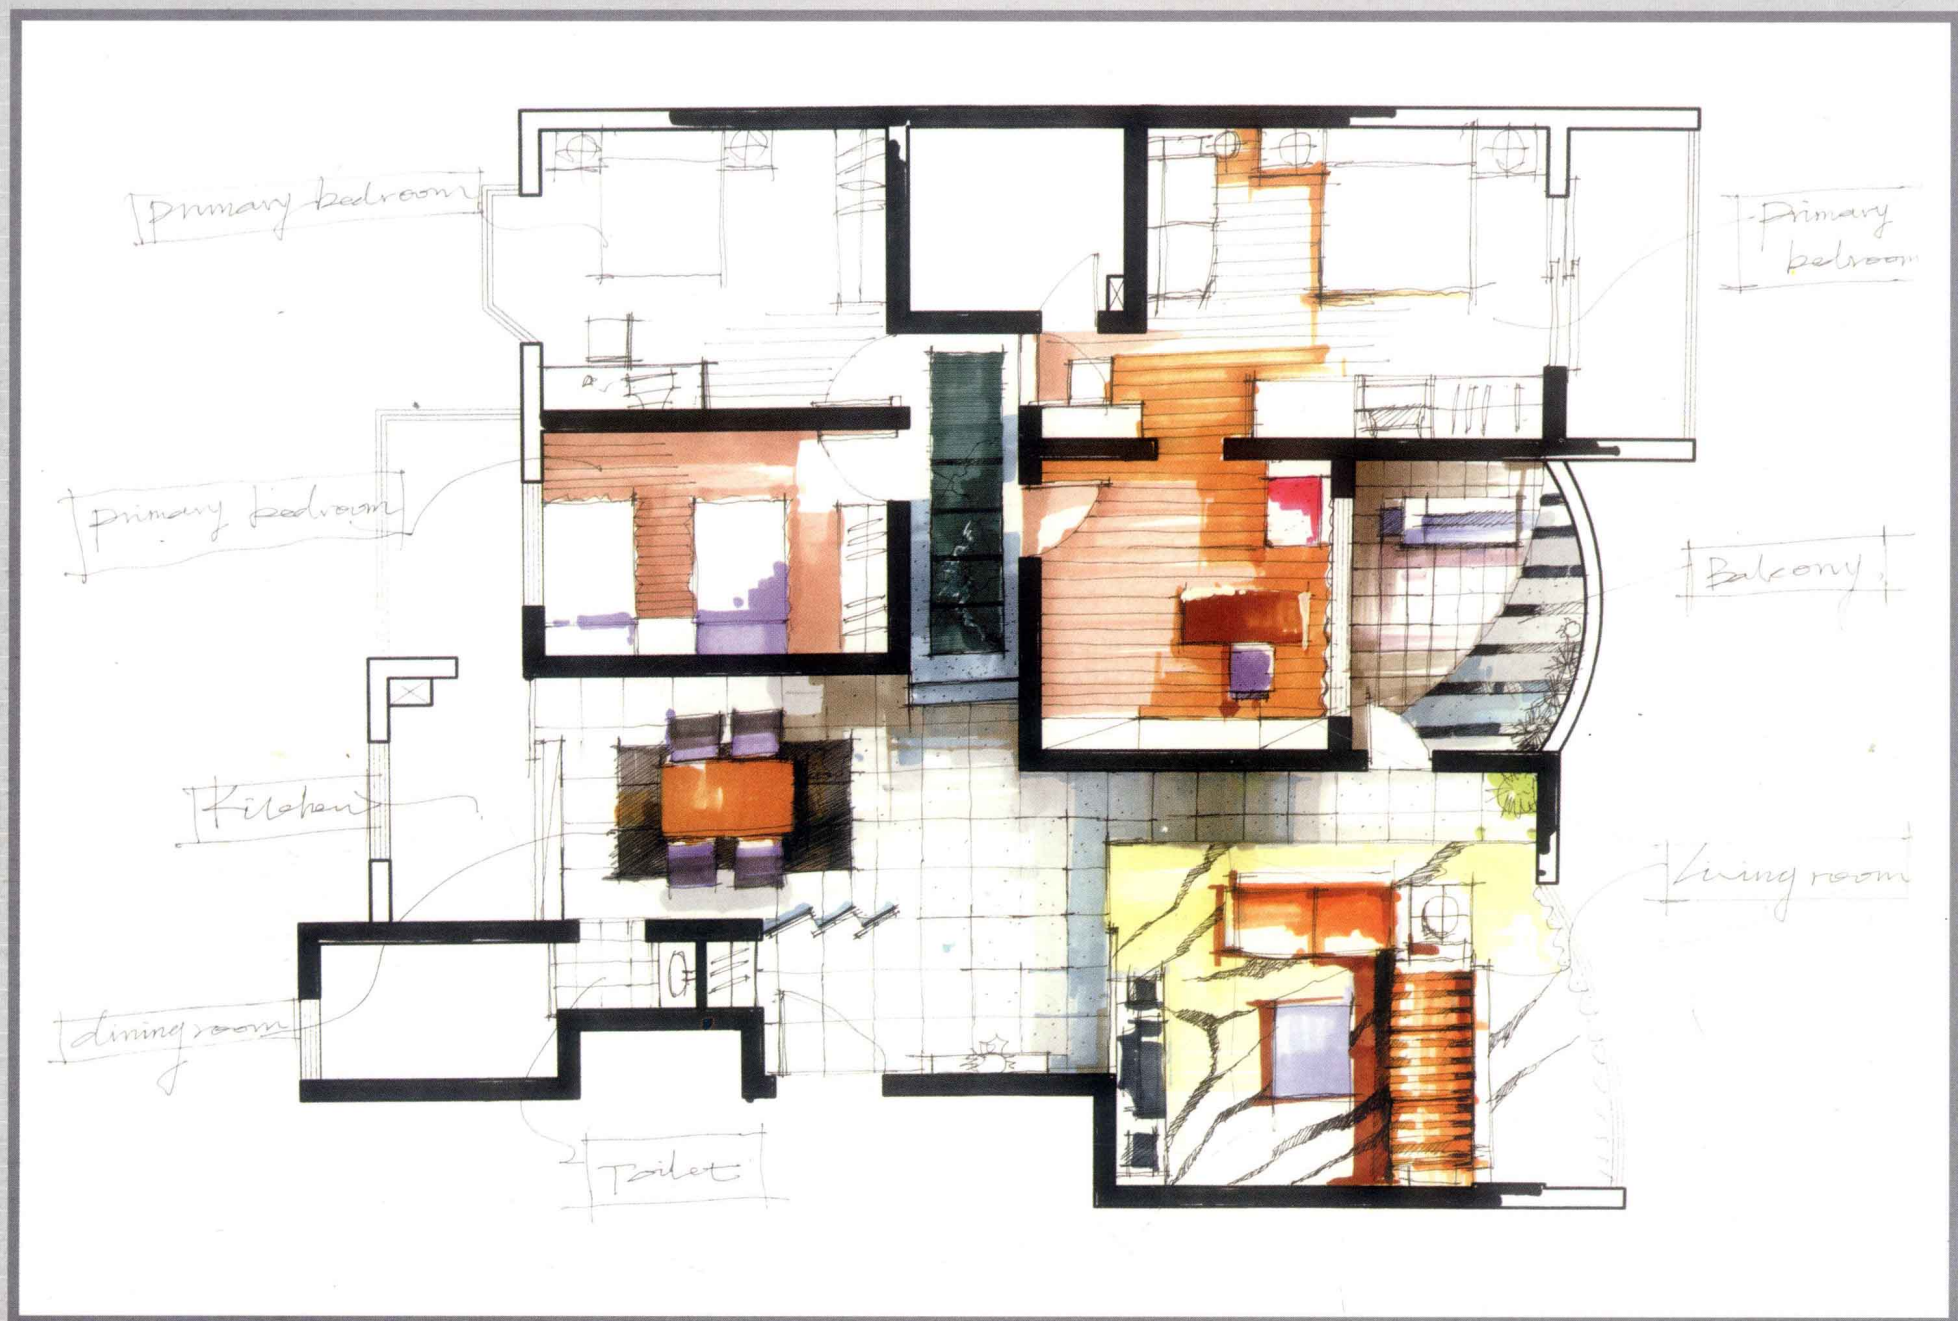 primary bedroom
primary
bedroom
primary bedroom
Balcony
Kitchen
Living room
dining room
Toilet